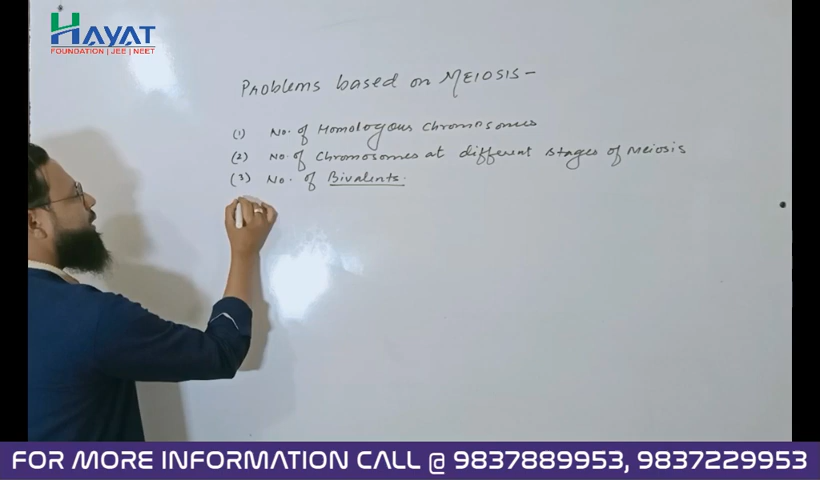 HAYAT
FOUNDATION | JEE | NEET
Problems based on MEIOSIS-
(1) No. of Homologous Chromosomes
(2) No. of Chromosomes at different stages of Meiosis
(3) No. of Bivalents.
FOR MORE INFORMATION CALL @ 9837889953, 9837229953